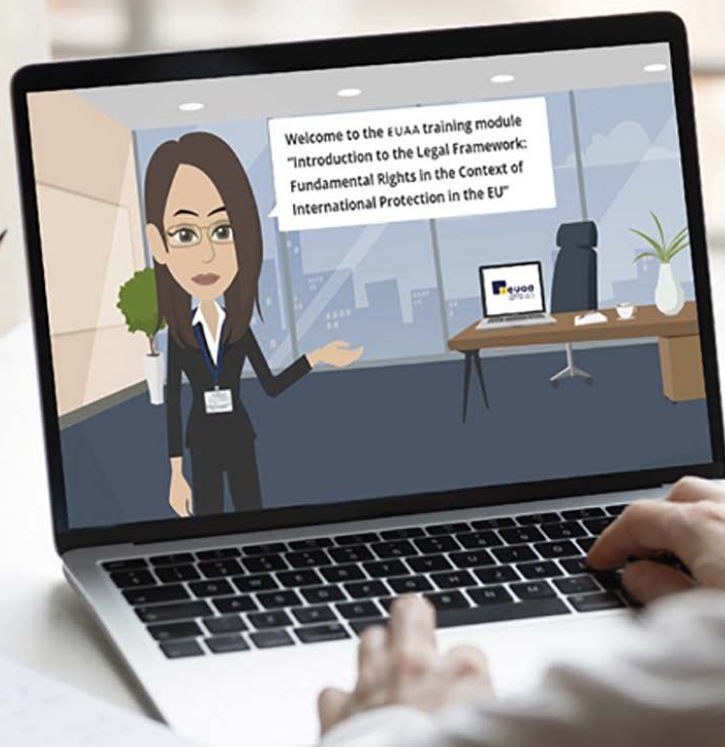 Welcome to the EUAA training module
"Introduction to the Legal Framework:
Fundamental Rights in the Context of
International Protection in the EU"
euaa